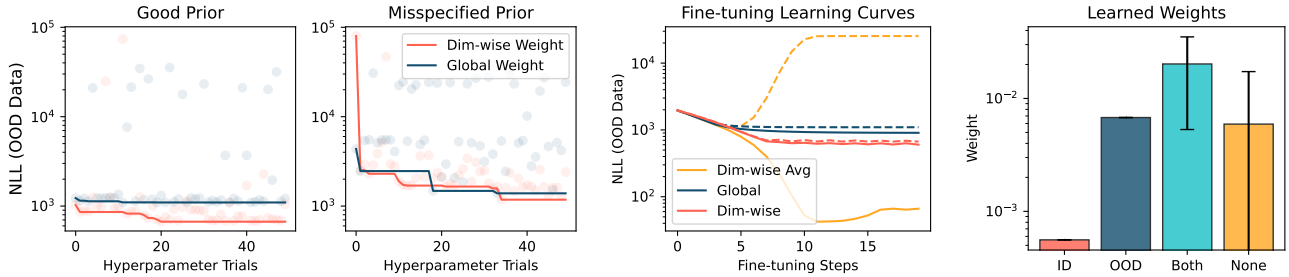 Good Prior
NLL (OOD Data)
10^5
10^4
10^3
0
20
40
Hyperparameter Trials
Misspecified Prior
Dim-wise Weight
Global Weight
10^5
10^4
10^3
0
20
40
Hyperparameter Trials
Fine-tuning Learning Curves
NLL (OOD Data)
10^4
10^3
10^2
Dim-wise Avg
Global
Dim-wise
0
5
10
15
Fine-tuning Steps
Learned Weights
Weight
10^−2
10^−3
ID
OOD
Both
None